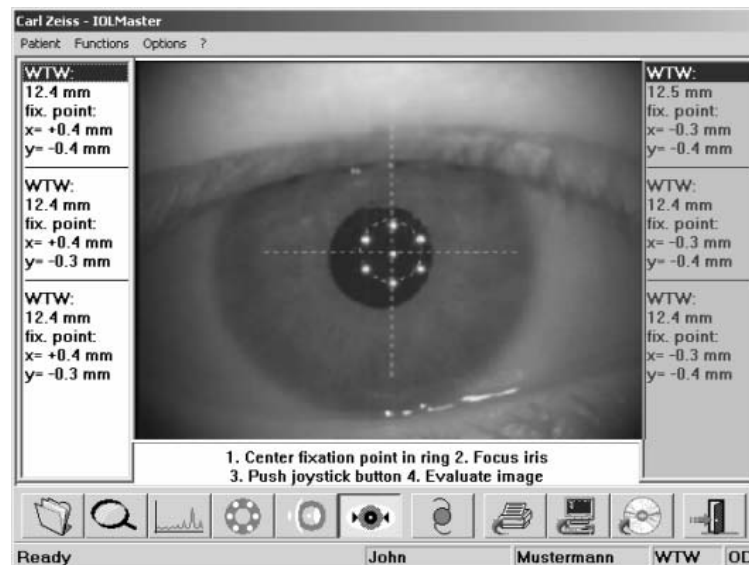 Carl Zeiss - IOLMaster
Patient Functions Options ?
WTW:
12.4 mm
fix. point:
x= +0.4 mm
y= -0.4 mm
WTW:
12.4 mm
fix. point:
x= +0.4 mm
y= -0.3 mm
WTW:
12.4 mm
fix. point:
x= +0.4 mm
y= -0.3 mm
WTW:
12.5 mm
fix. point:
x= -0.3 mm
y= -0.4 mm
WTW:
12.4 mm
fix. point:
x= -0.3 mm
y= -0.4 mm
WTW:
12.4 mm
fix. point:
x= -0.3 mm
y= -0.4 mm
1. Center fixation point in ring 2. Focus iris
3. Push joystick button 4. Evaluate image
Ready John Mustermann WTW OD